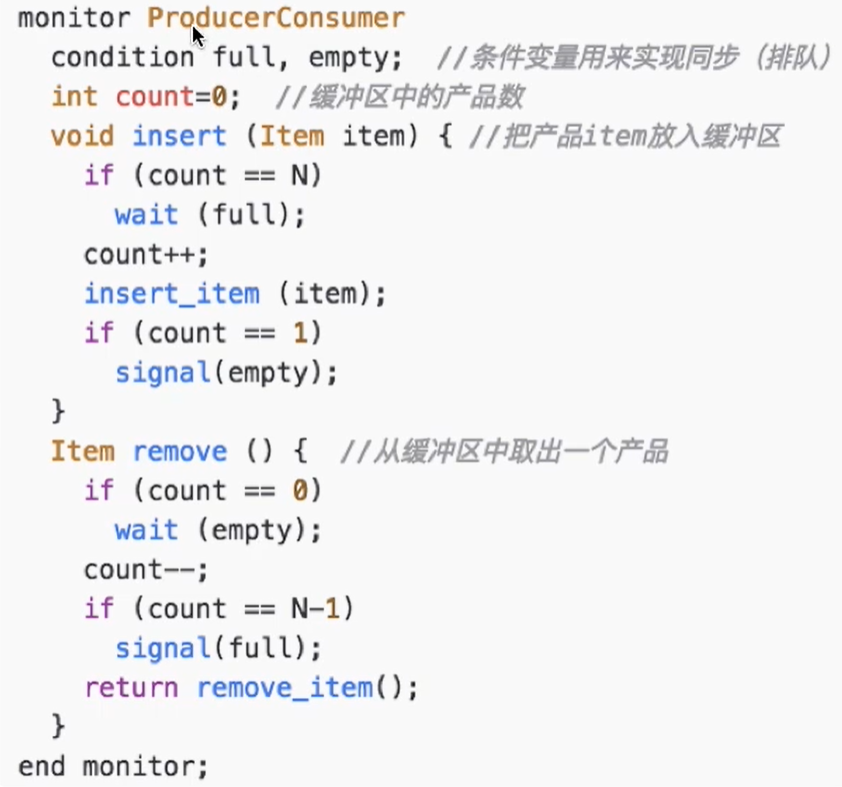 monitor ProducerConsumer
condition full, empty; //条件变量用来实现同步（排队）
int count=0; //缓冲区中的产品数
void insert (Item item) { //把产品item放入缓冲区
if (count == N)
wait (full);
count++;
insert_item (item);
if (count == 1)
signal(empty);
}
Item remove () { //从缓冲区中取出一个产品
if (count == 0)
wait (empty);
count--;
if (count == N-1)
signal(full);
return remove_item();
}
end monitor;